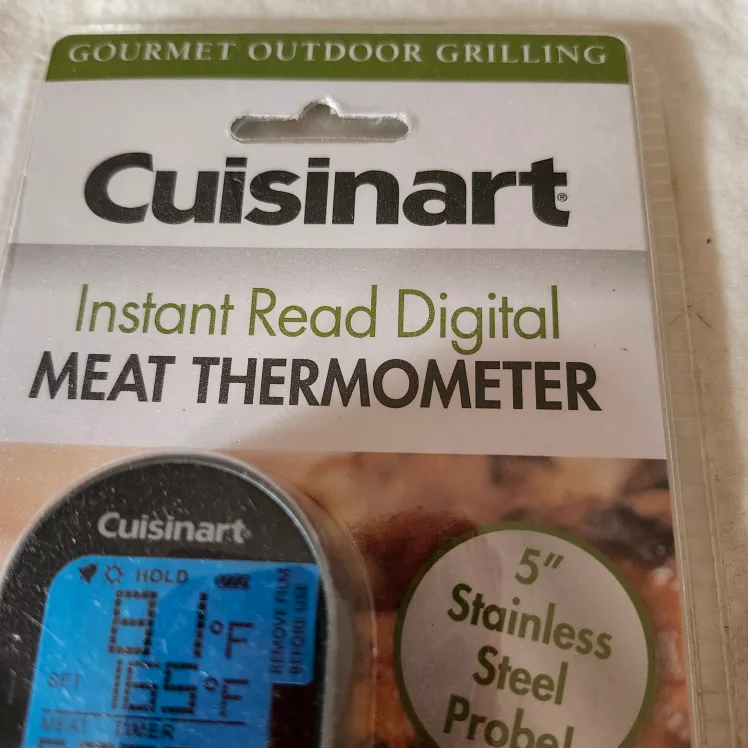 GOURMET OUTDOOR GRILLING
Cuisinart®
Instant Read Digital
MEAT THERMOMETER
Cuisinart
HOLD
°F
SET 165°F
MEAT TIMER
REMOVE FILM
BEFORE USE
5"
Stainless
Steel
Probe!